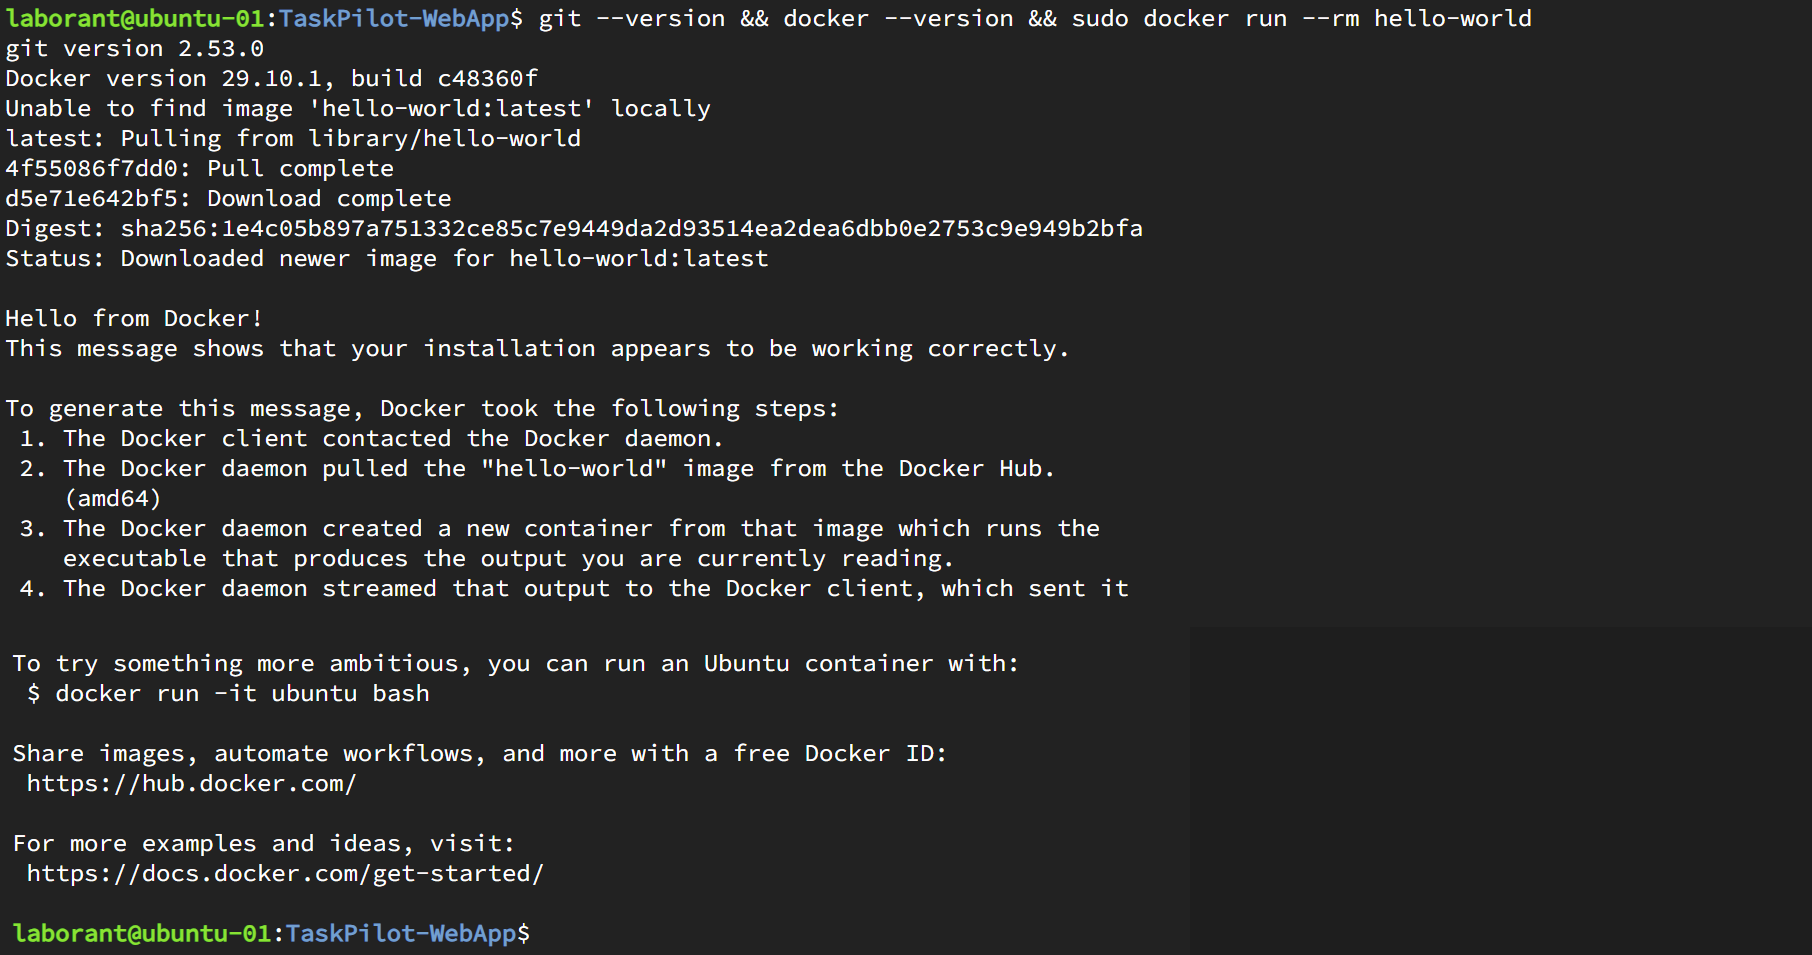 laborant@ubuntu-01:TaskPilot-WebApp$ git --version && docker --version && sudo docker run --rm hello-world
git version 2.53.0
Docker version 29.10.1, build c48360f
Unable to find image 'hello-world:latest' locally
latest: Pulling from library/hello-world
4f55086f7dd0: Pull complete
d5e71e642bf5: Download complete
Digest: sha256:1e4c05b897a751332ce85c7e9449da2d93514ea2dea6dbb0e2753c9e949b2bfa
Status: Downloaded newer image for hello-world:latest
Hello from Docker!
This message shows that your installation appears to be working correctly.
To generate this message, Docker took the following steps:
1. The Docker client contacted the Docker daemon.
2. The Docker daemon pulled the "hello-world" image from the Docker Hub.
(amd64)
3. The Docker daemon created a new container from that image which runs the
executable that produces the output you are currently reading.
4. The Docker daemon streamed that output to the Docker client, which sent it
To try something more ambitious, you can run an Ubuntu container with:
$ docker run -it ubuntu bash
Share images, automate workflows, and more with a free Docker ID:
https://hub.docker.com/
For more examples and ideas, visit:
https://docs.docker.com/get-started/
laborant@ubuntu-01:TaskPilot-WebApp$